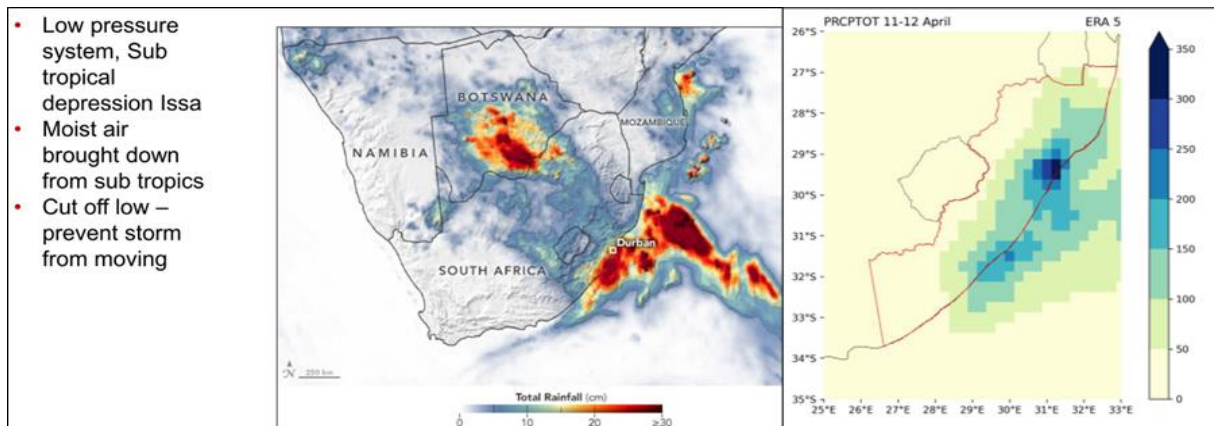 • Low pressure
system, Sub
tropical
depression Issa
• Moist air
brought down
from sub tropics
• Cut off low –
prevent storm
from moving
BOTSWANA
MOZAMBIQUE
NAMIBIA
Durban
SOUTH AFRICA
N
250 km
Total Rainfall (cm)
0 10 20 ≥30
PRCPTOT 11-12 April ERA 5
26°S
27°S
28°S
29°S
30°S
31°S
32°S
33°S
34°S
35°S
25°E 26°E 27°E 28°E 29°E 30°E 31°E 32°E 33°E
350
300
250
200
150
100
50
0